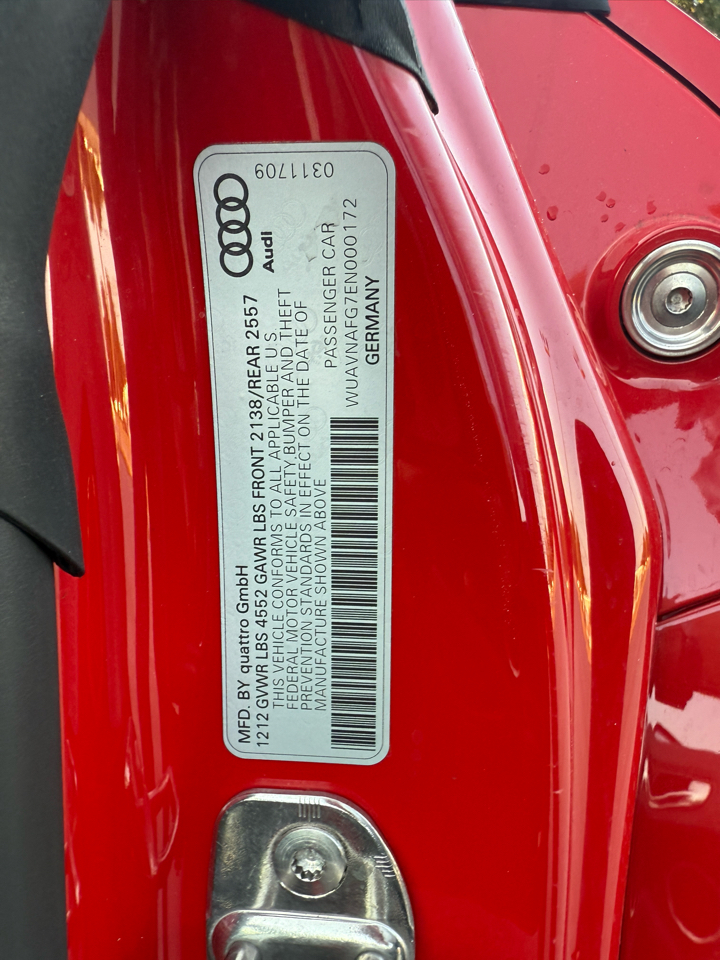 Audi
0311709
MFD. BY quattro GmbH
1212 GVWR LBS 4552 GAWR LBS FRONT 2138/REAR 2557
THIS VEHICLE CONFORMS TO ALL APPLICABLE U.S.
FEDERAL MOTOR VEHICLE SAFETY, BUMPER AND THEFT
PREVENTION STANDARDS IN EFFECT ON THE DATE OF
MANUFACTURE SHOWN ABOVE
PASSENGER CAR
WUAVNAFG7EN000172
GERMANY